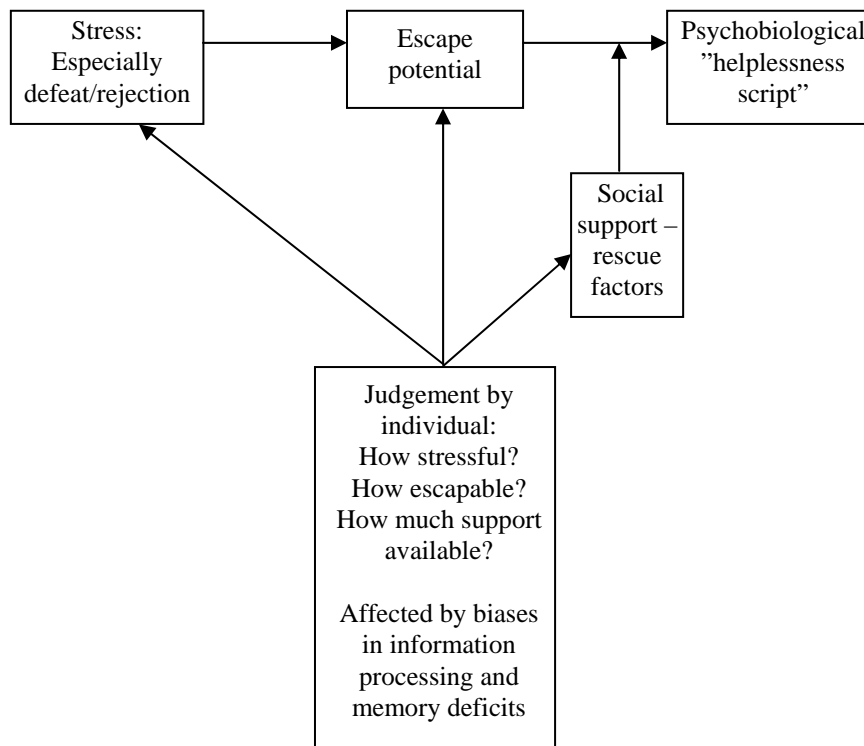 Stress:
Especially
defeat/rejection
Escape
potential
Psychobiological
”helplessness
script”
Social
support –
rescue
factors
Judgement by
individual:
How stressful?
How escapable?
How much support
available?
Affected by biases
in information
processing and
memory deficits